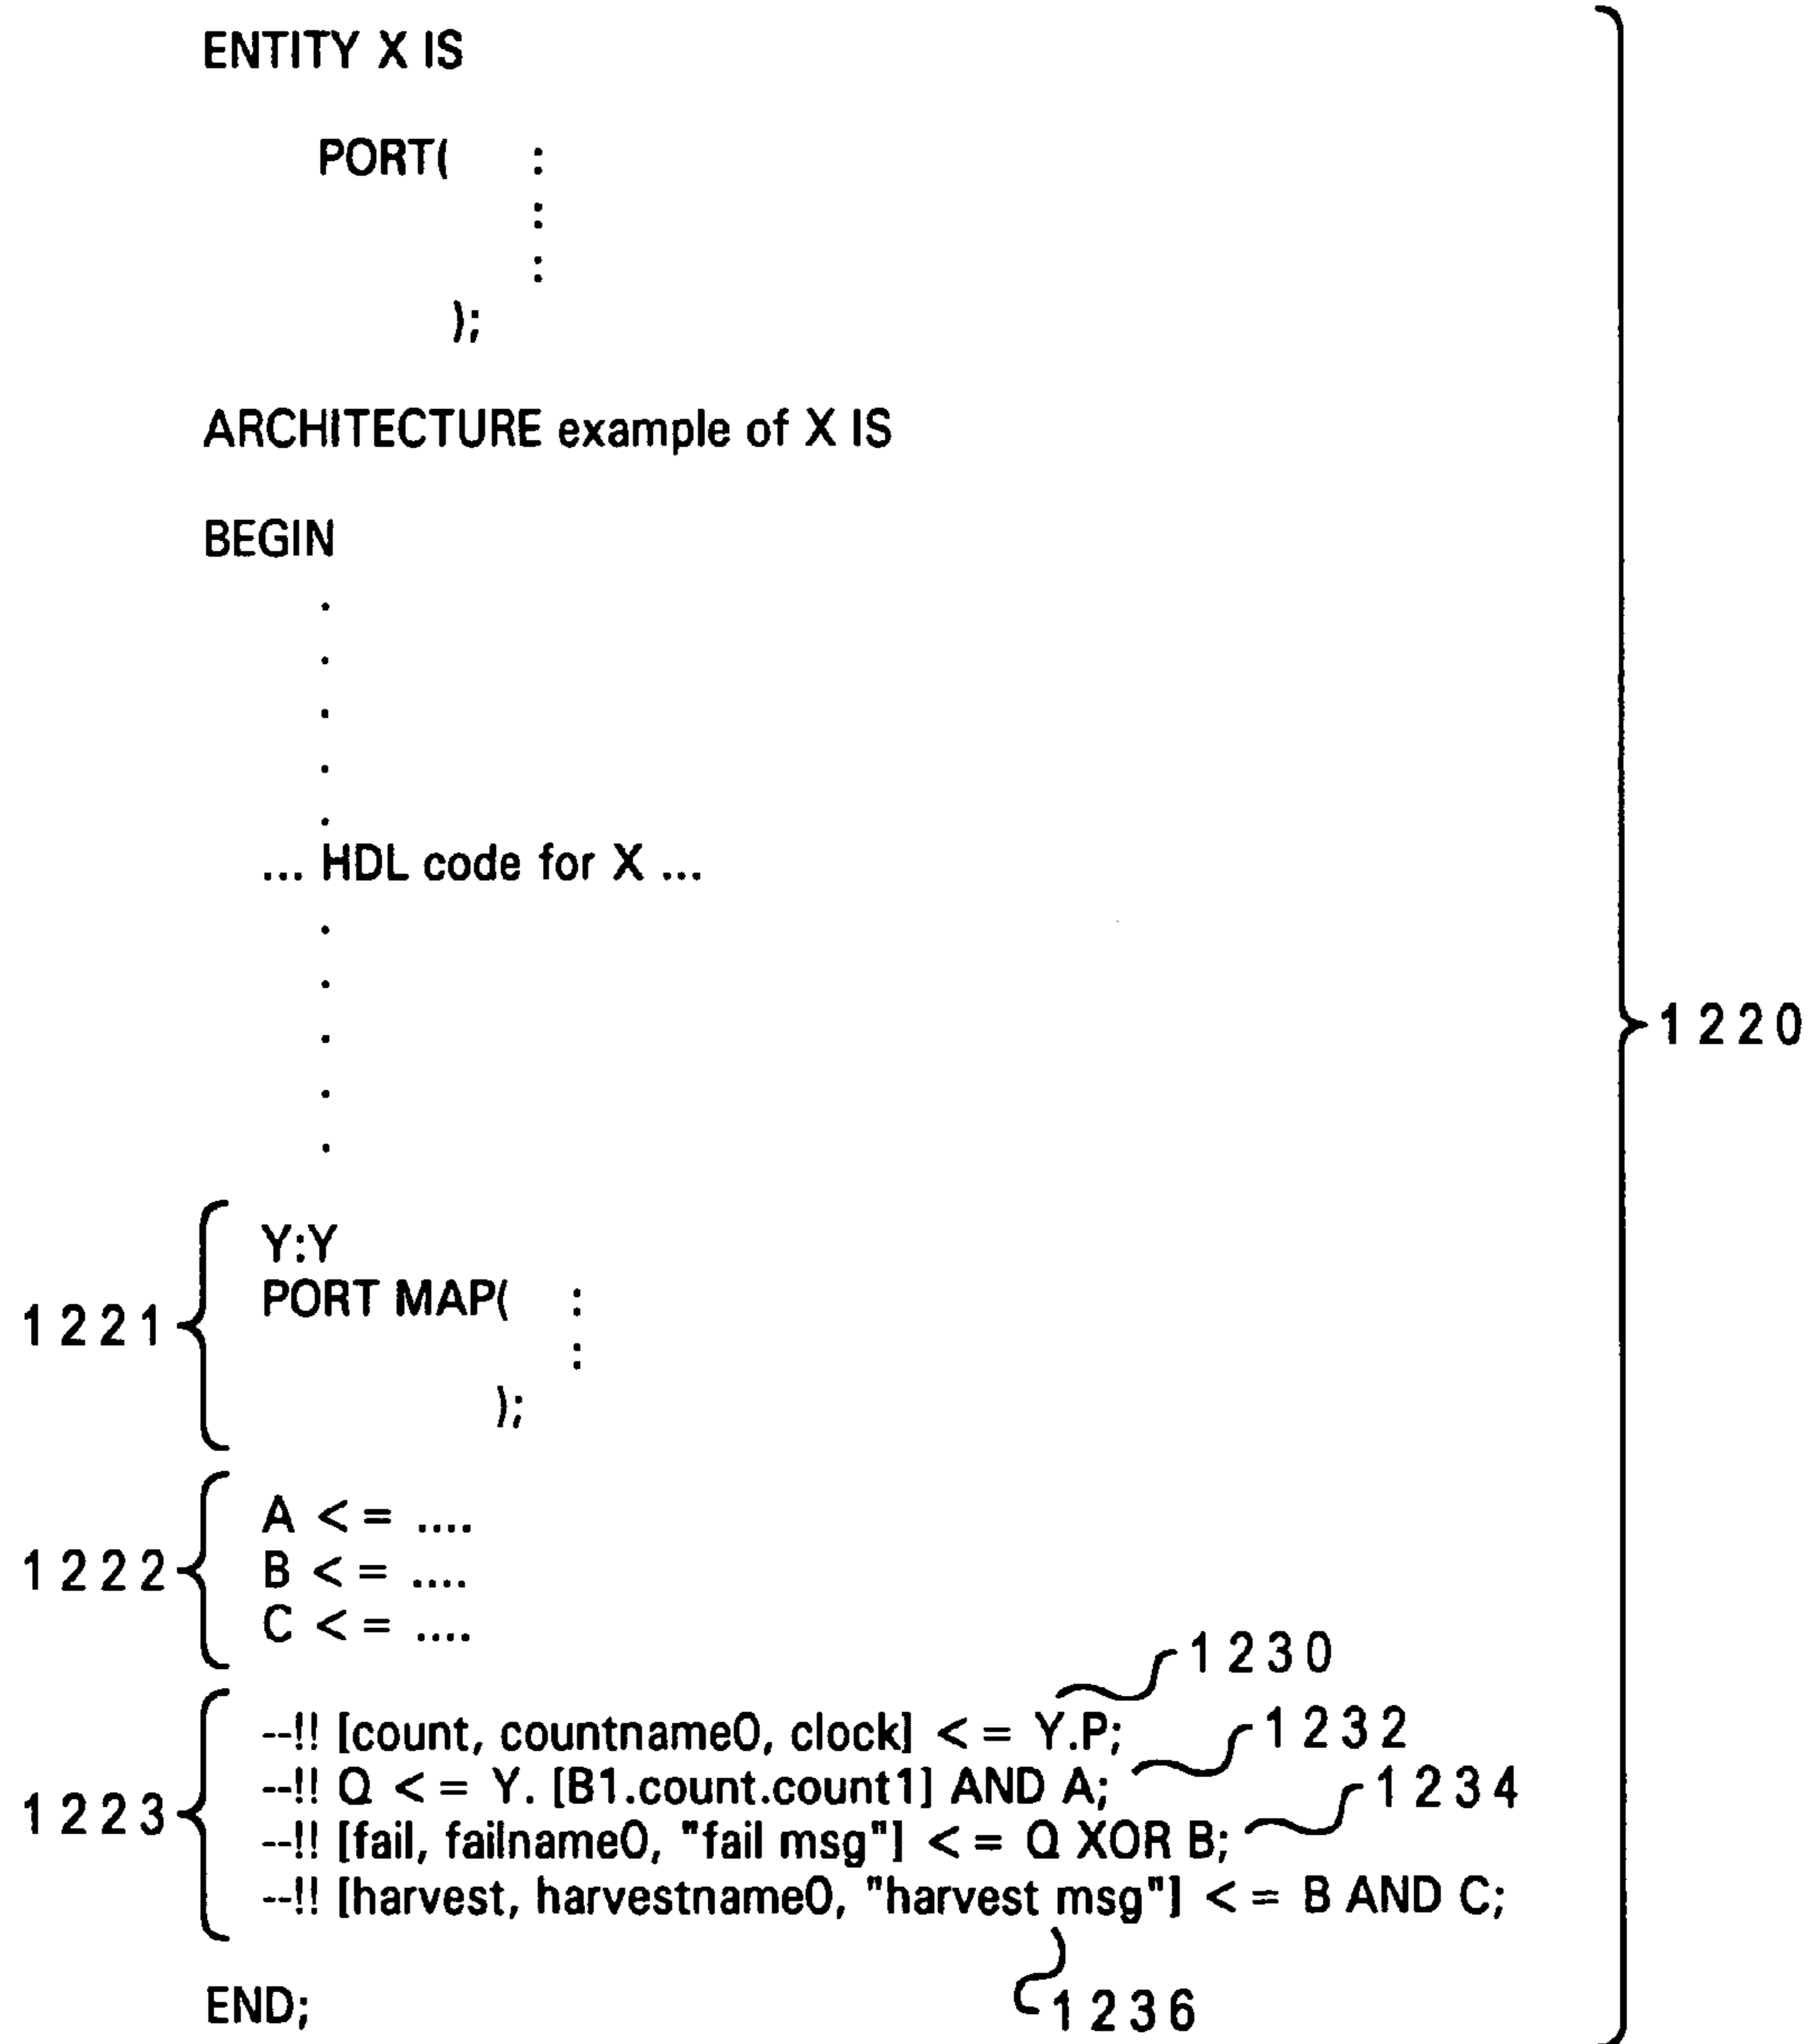 ENTITY X IS
PORT( :
:
:
);
ARCHITECTURE example of X IS
BEGIN
.
.
.
.
.
... HDL code for X ...
.
.
.
.
.
1220
Y:Y
PORT MAP( :
1221
:
);
A <= ....
1222 B <= ....
C <= ....
1230
--!! [count, countname0, clock] <= Y.P;
1232
--!! Q <= Y. [B1.count.count1] AND A;
1223
1234
--!! [fail, failname0, "fail msg"] <= Q XOR B;
--!! [harvest, harvestname0, "harvest msg"] <= B AND C;
END;
1236